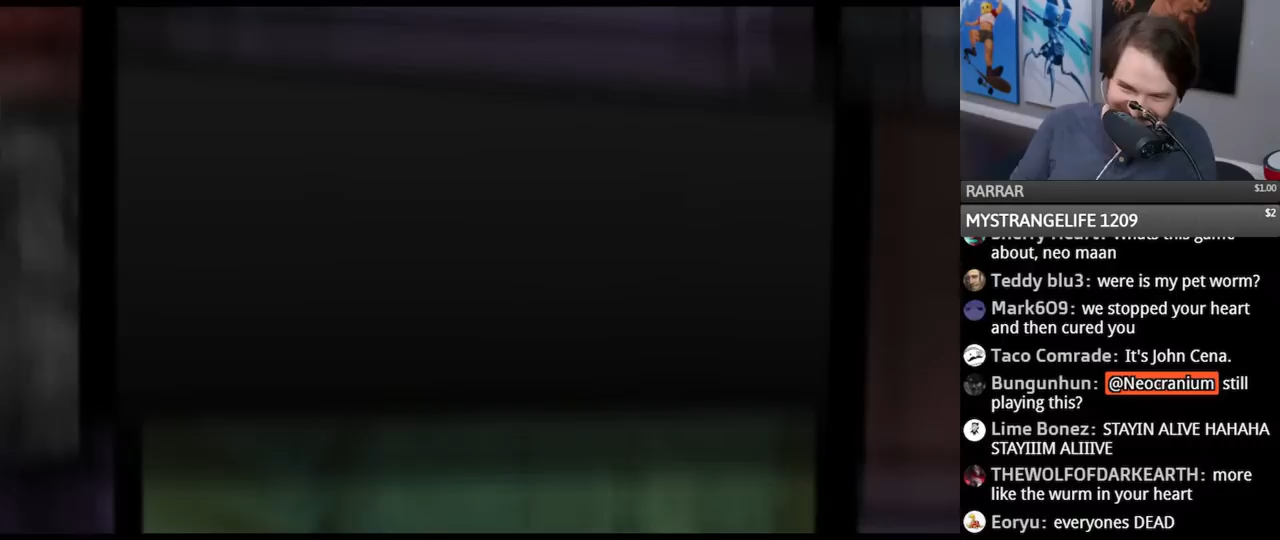 RARRAR $1.00
MYSTRANGELIFE 1209 $2
about, neo maan
Teddy blu3: were is my pet worm?
Mark609: we stopped your heart
and then cured you
Taco Comrade: It's John Cena.
Bungunhun: @Neocranium still
playing this?
Lime Bonez: STAYIN ALIVE HAHAHA
STAYIIIM ALIIIVE
THEWOLFOFDARKEARTH: more
like the wurm in your heart
Eoryu: everyones DEAD